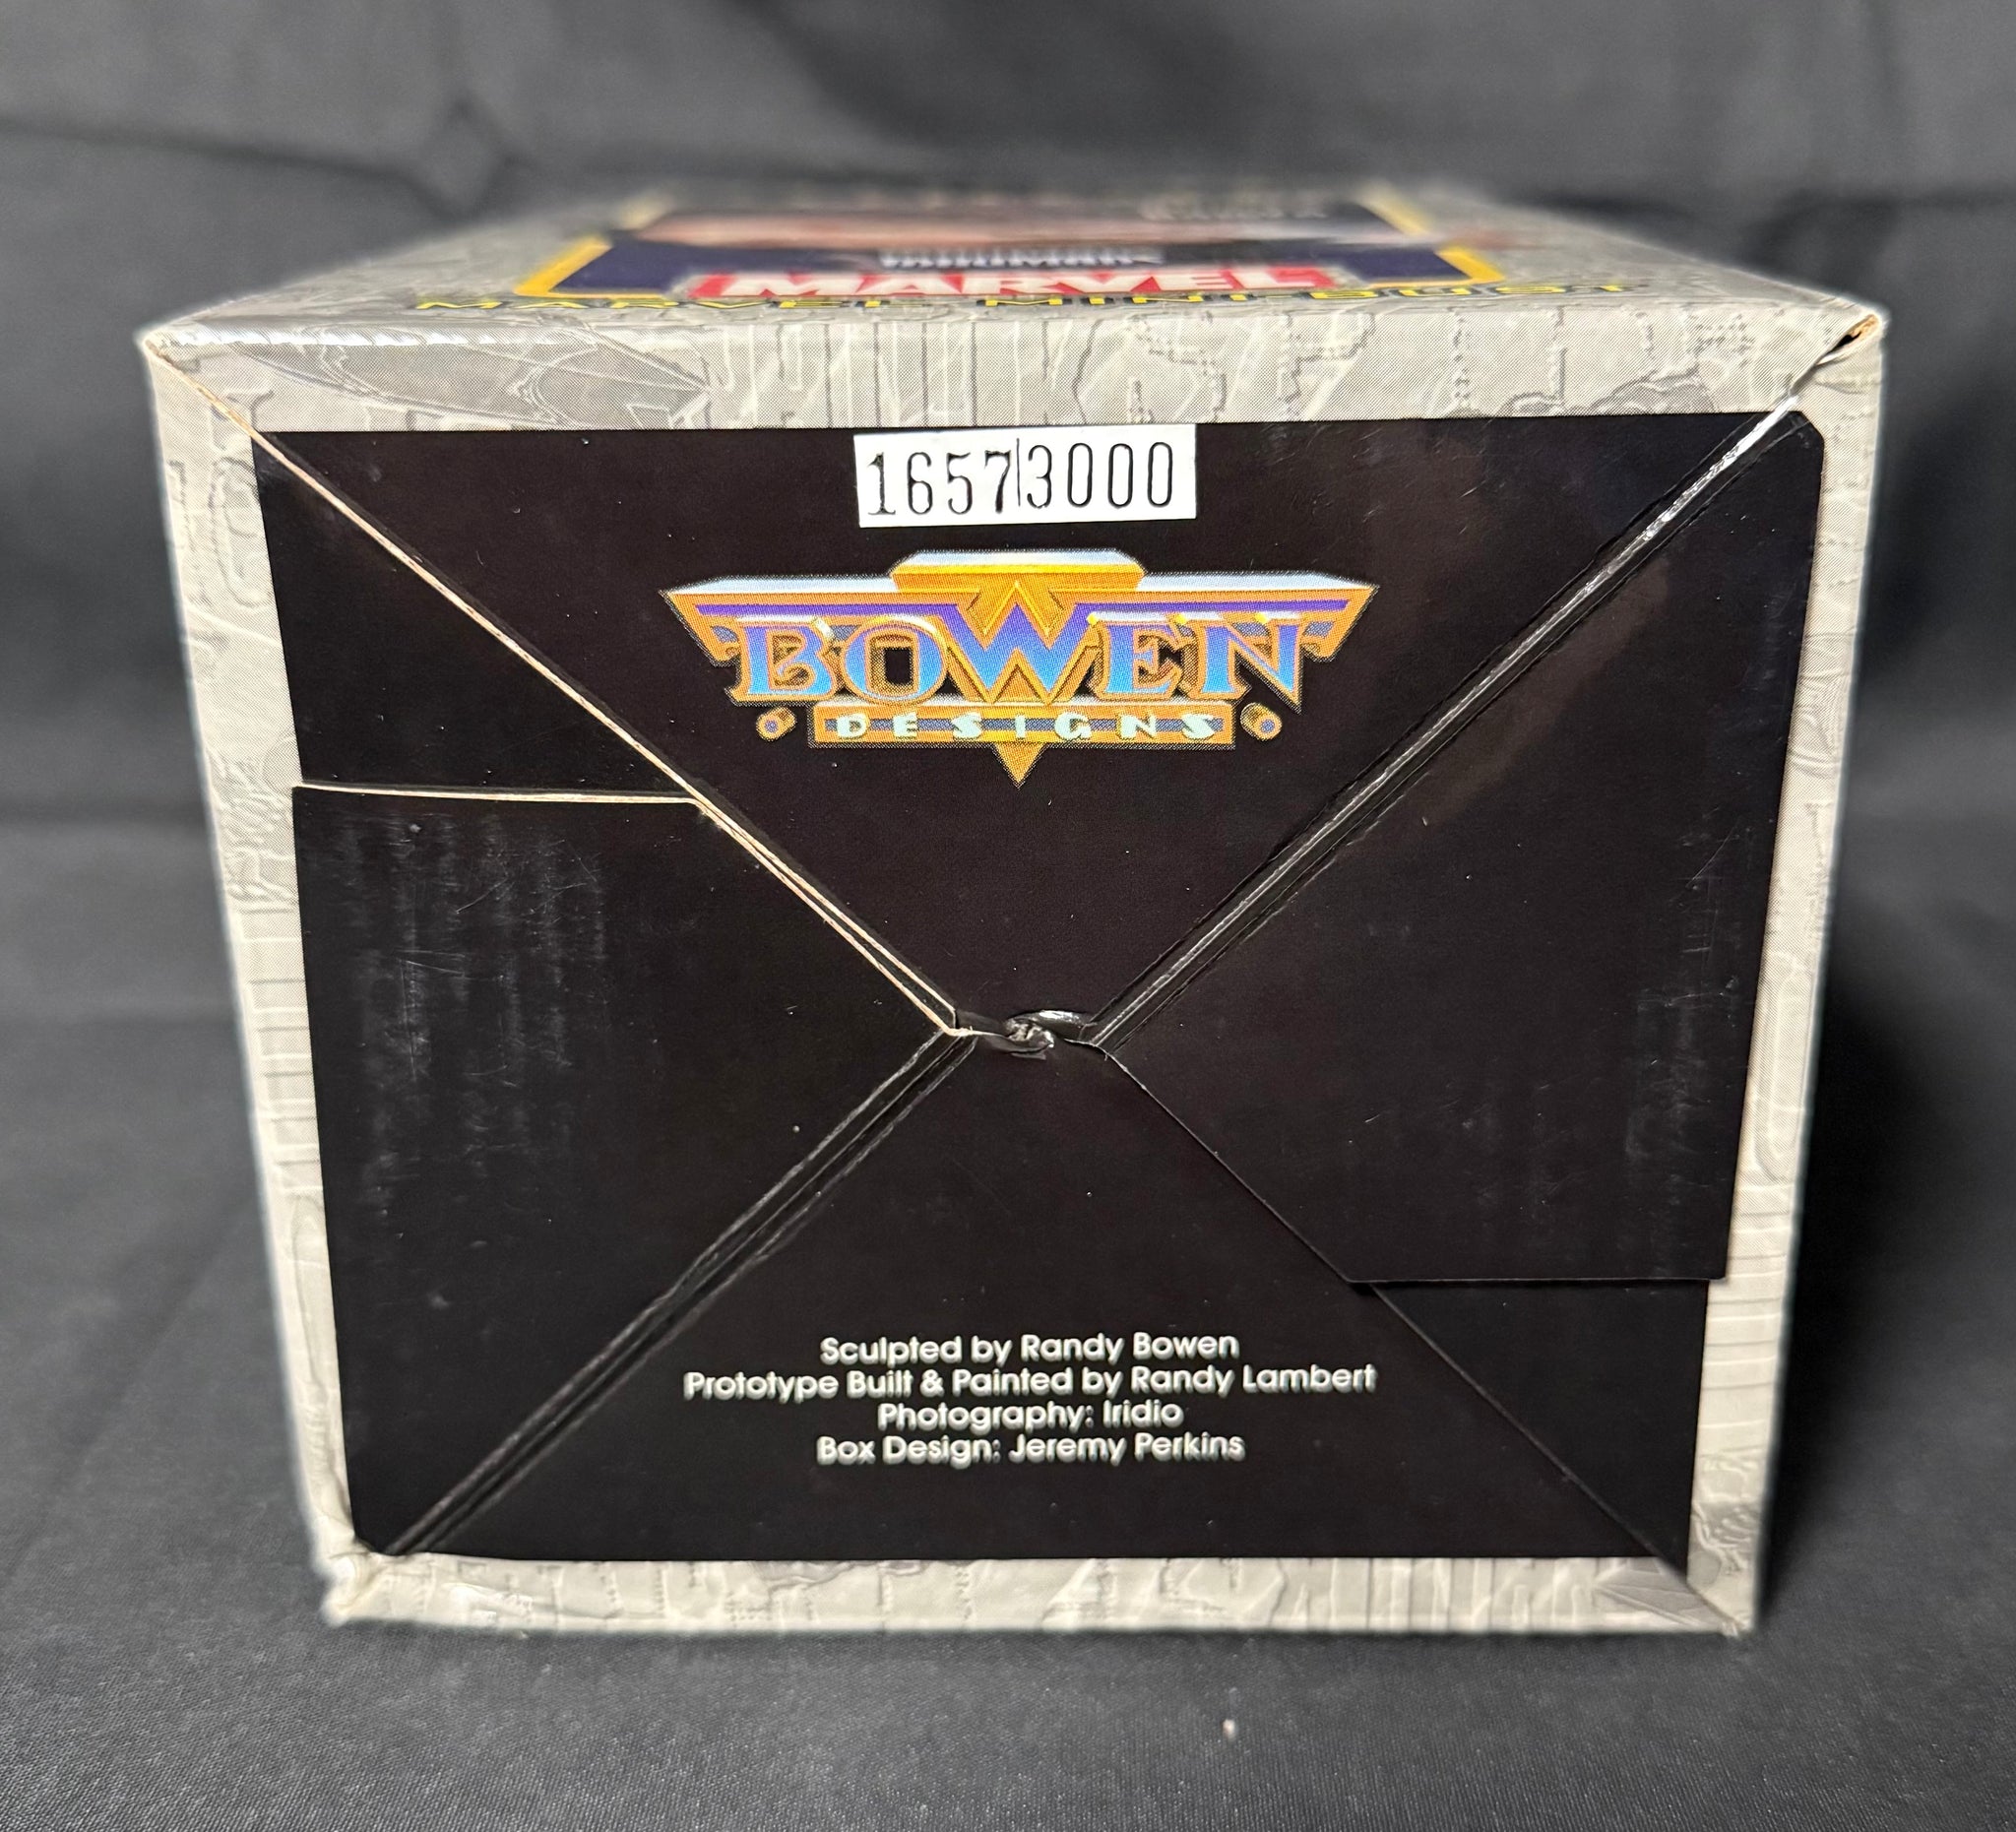 MARVEL
MARVEL MINI-BUST
1657/3000
BOWEN
DESIGNS
Sculpted by Randy Bowen
Prototype Built & Painted by Randy Lambert
Photography: Iridio
Box Design: Jeremy Perkins